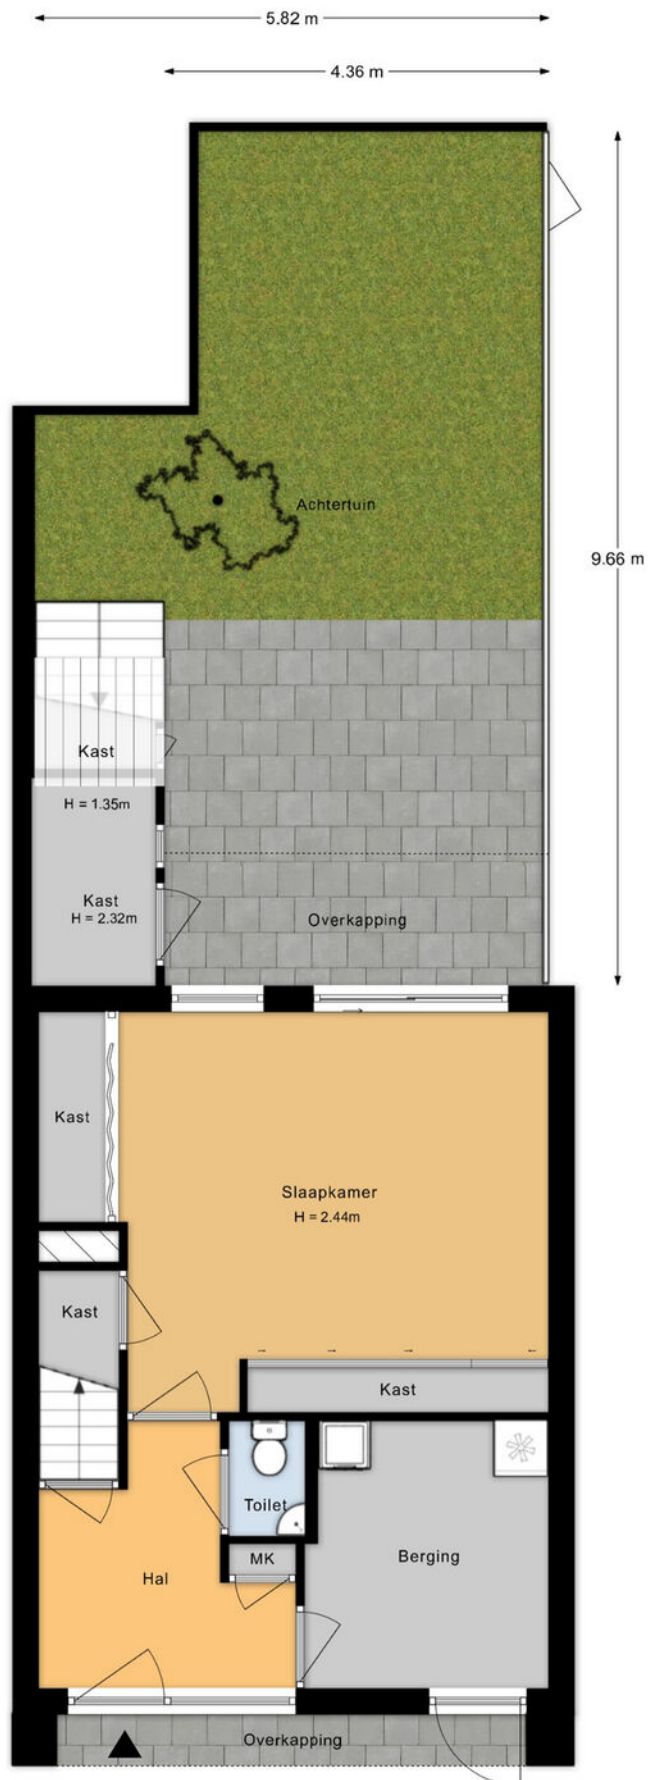 5.82 m
4.36 m
Achtertuin
9.66 m
Kast
H = 1.35m
Kast
H = 2.32m
Overkapping
Kast
Slaapkamer
H = 2.44m
Kast
Kast
Toilet
MK
Berging
Hal
Overkapping